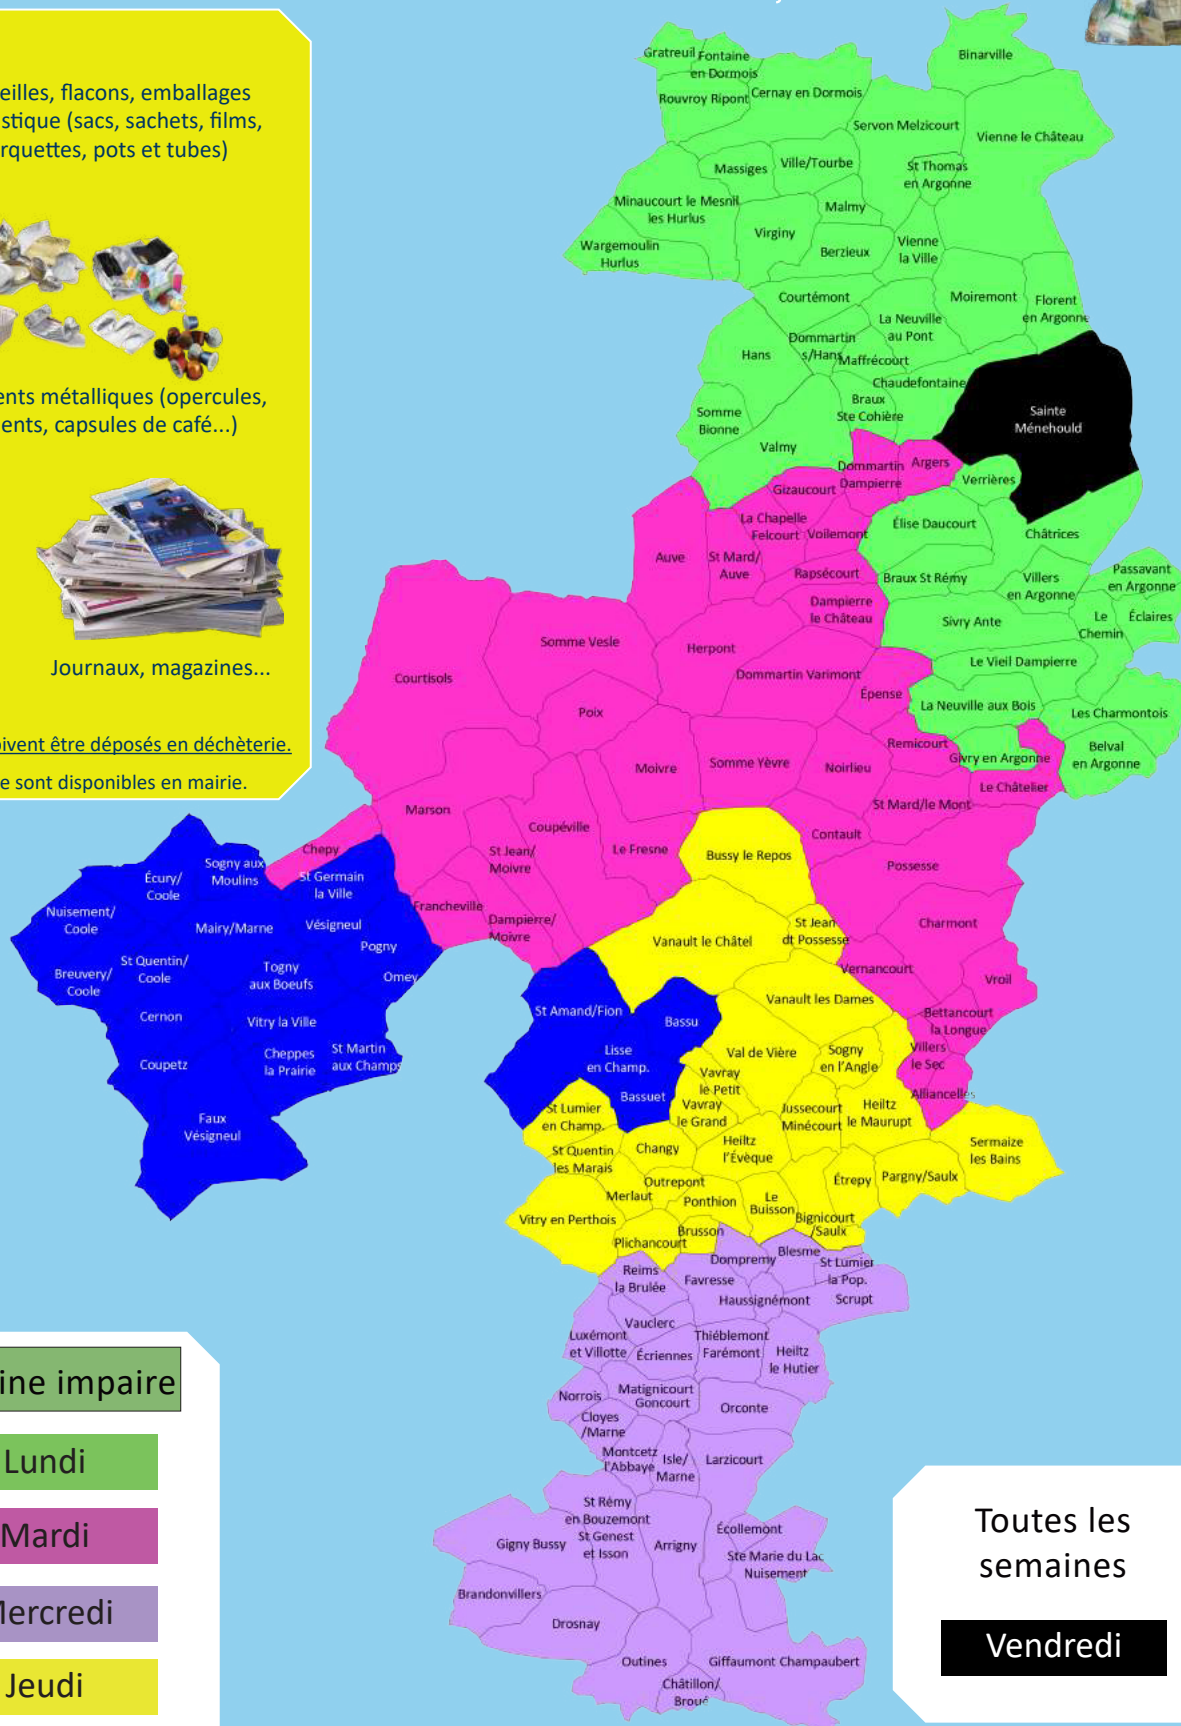 eilles, flacons, emballages
stique (sacs, sachets, films,
rquettes, pots et tubes)
ents métalliques (opercules,
ents, capsules de café...)
Journaux, magazines...
oivent être déposés en déchèterie.
e sont disponibles en mairie.
Gratreuil
Fontaine
en Dormois
Binarville
Rouvroy Ripont
Cernay en Dormois
Servon Melzicourt
Vienne le Château
Massiges
Ville/Tourbe
St Thomas
en Argonne
Minaucourt le Mesnil
les Hurlus
Malmy
Virginy
Wargemoulin
Hurlus
Berzieux
Vienne
la Ville
Courtémont
Moiremont
Florent
en Argonne
La Neuville
au Pont
Dommartin
s/Hans
Hans
Maffrécourt
Chaudefontaine
Braux
Ste Cohière
Somme
Bionne
Sainte
Ménehould
Valmy
Dommartin
Dampierre
Argers
Verrières
Gizaucourt
La Chapelle
Felcourt
Voilemont
Élise Daucourt
Châtrices
Auve
St Mard/
Auve
Rapsécourt
Braux St Rémy
Villers
en Argonne
Passavant
en Argonne
Dampierre
le Château
Sivry Ante
Le
Chemin
Éclaires
Somme Vesle
Herpont
Le Vieil Dampierre
Courtisols
Dommartin Varimont
Épense
La Neuville aux Bois
Les Charmontois
Poix
Remicourt
Givry en Argonne
Belval
en Argonne
Moivre
Somme Yèvre
Noirlieu
Le Châtelier
St Mard/le Mont
Marson
Coupéville
Contault
Chepy
St Jean/
Moivre
Le Fresne
Bussy le Repos
Possesse
Sogny aux
Moulins
Écury/
Coole
St Germain
la Ville
Nuisement/
Coole
Francheville
Dampierre/
Moivre
Mairy/Marne
Vésigneul
Vanault le Châtel
St Jean
dt Possesse
Charmont
Pogny
Breuvery/
Coole
St Quentin/
Coole
Togny
aux Boeufs
Omey
Vernancourt
Vroil
Vanault les Dames
St Amand/Fion
Bassu
Bettancourt
la Longue
Cernon
Vitry la Ville
Lisse
en Champ.
Val de Vière
Sogny
en l'Angle
Villers
le Sec
Coupetz
Cheppes
la Prairie
St Martin
aux Champs
Vavray
le Petit
Bassuet
Vavray
le Grand
Jussecourt
Minécourt
Heiltz
le Maurupt
Alliancelles
Faux
Vésigneul
St Lumier
en Champ.
St Quentin
les Marais
Changy
Heiltz
l'Évèque
Sermaize
les Bains
Outrepont
Étrepy
Pargny/Saulx
Merlaut
Ponthion
Le
Buisson
Vitry en Perthois
Bignicourt
/Saulx
Brusson
Plichancourt
Dompremy
Blesme
St Lumier
la Pop.
Reims
la Brulée
Favresse
Haussignémont
Scrupt
Vauclerc
Luxémont
et Villotte
Écriennes
Thiéblemont
Farémont
Heiltz
le Hutier
Norrois
Matignicourt
Goncourt
Orconte
Cloyes
/Marne
Montcetz
l'Abbaye
Isle/
Marne
Larzicourt
St Rémy
en Bouzemont
St Genest
et Isson
Gigny Bussy
Arrigny
Écollemont
Ste Marie du Lac
Nuisement
Brandonvillers
Drosnay
Outines
Giffaumont Champaubert
Châtillon/
Broué
ine impaire
Lundi
Mardi
Mercredi
Jeudi
Toutes les
semaines
Vendredi